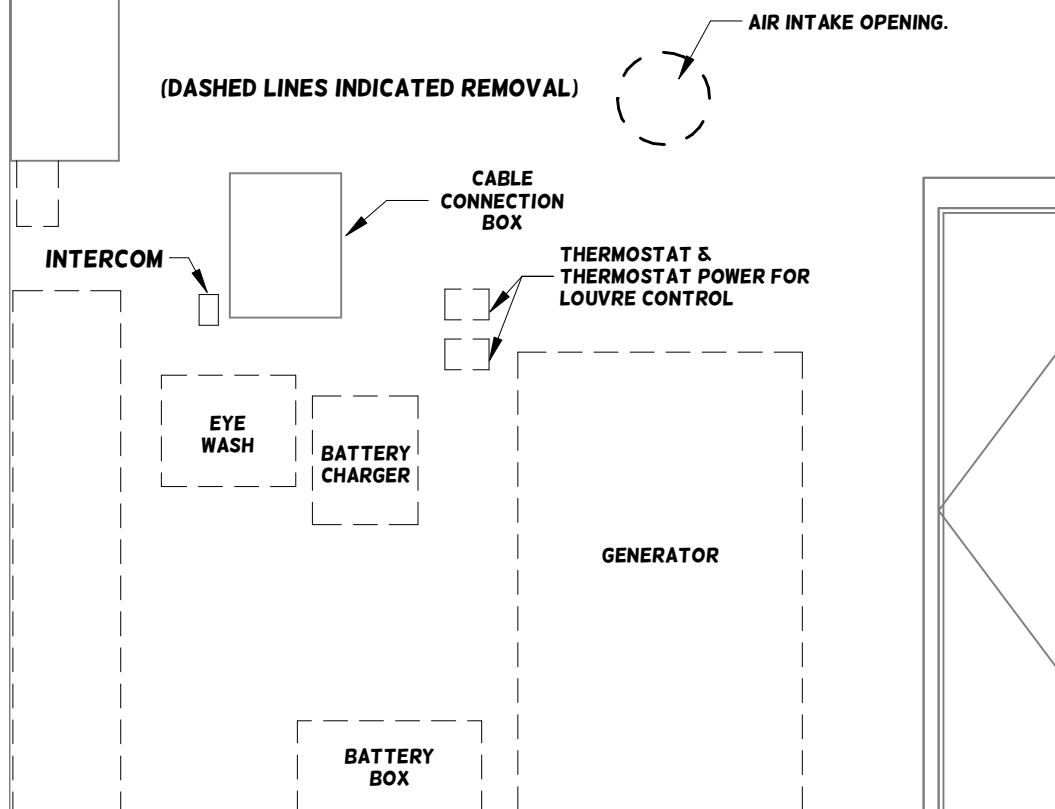 AIR INTAKE OPENING.
(DASHED LINES INDICATED REMOVAL)
CABLE
CONNECTION
BOX
INTERCOM
THERMOSTAT &
THERMOSTAT POWER FOR
LOUVRE CONTROL
EYE
WASH
BATTERY
CHARGER
GENERATOR
BATTERY
BOX